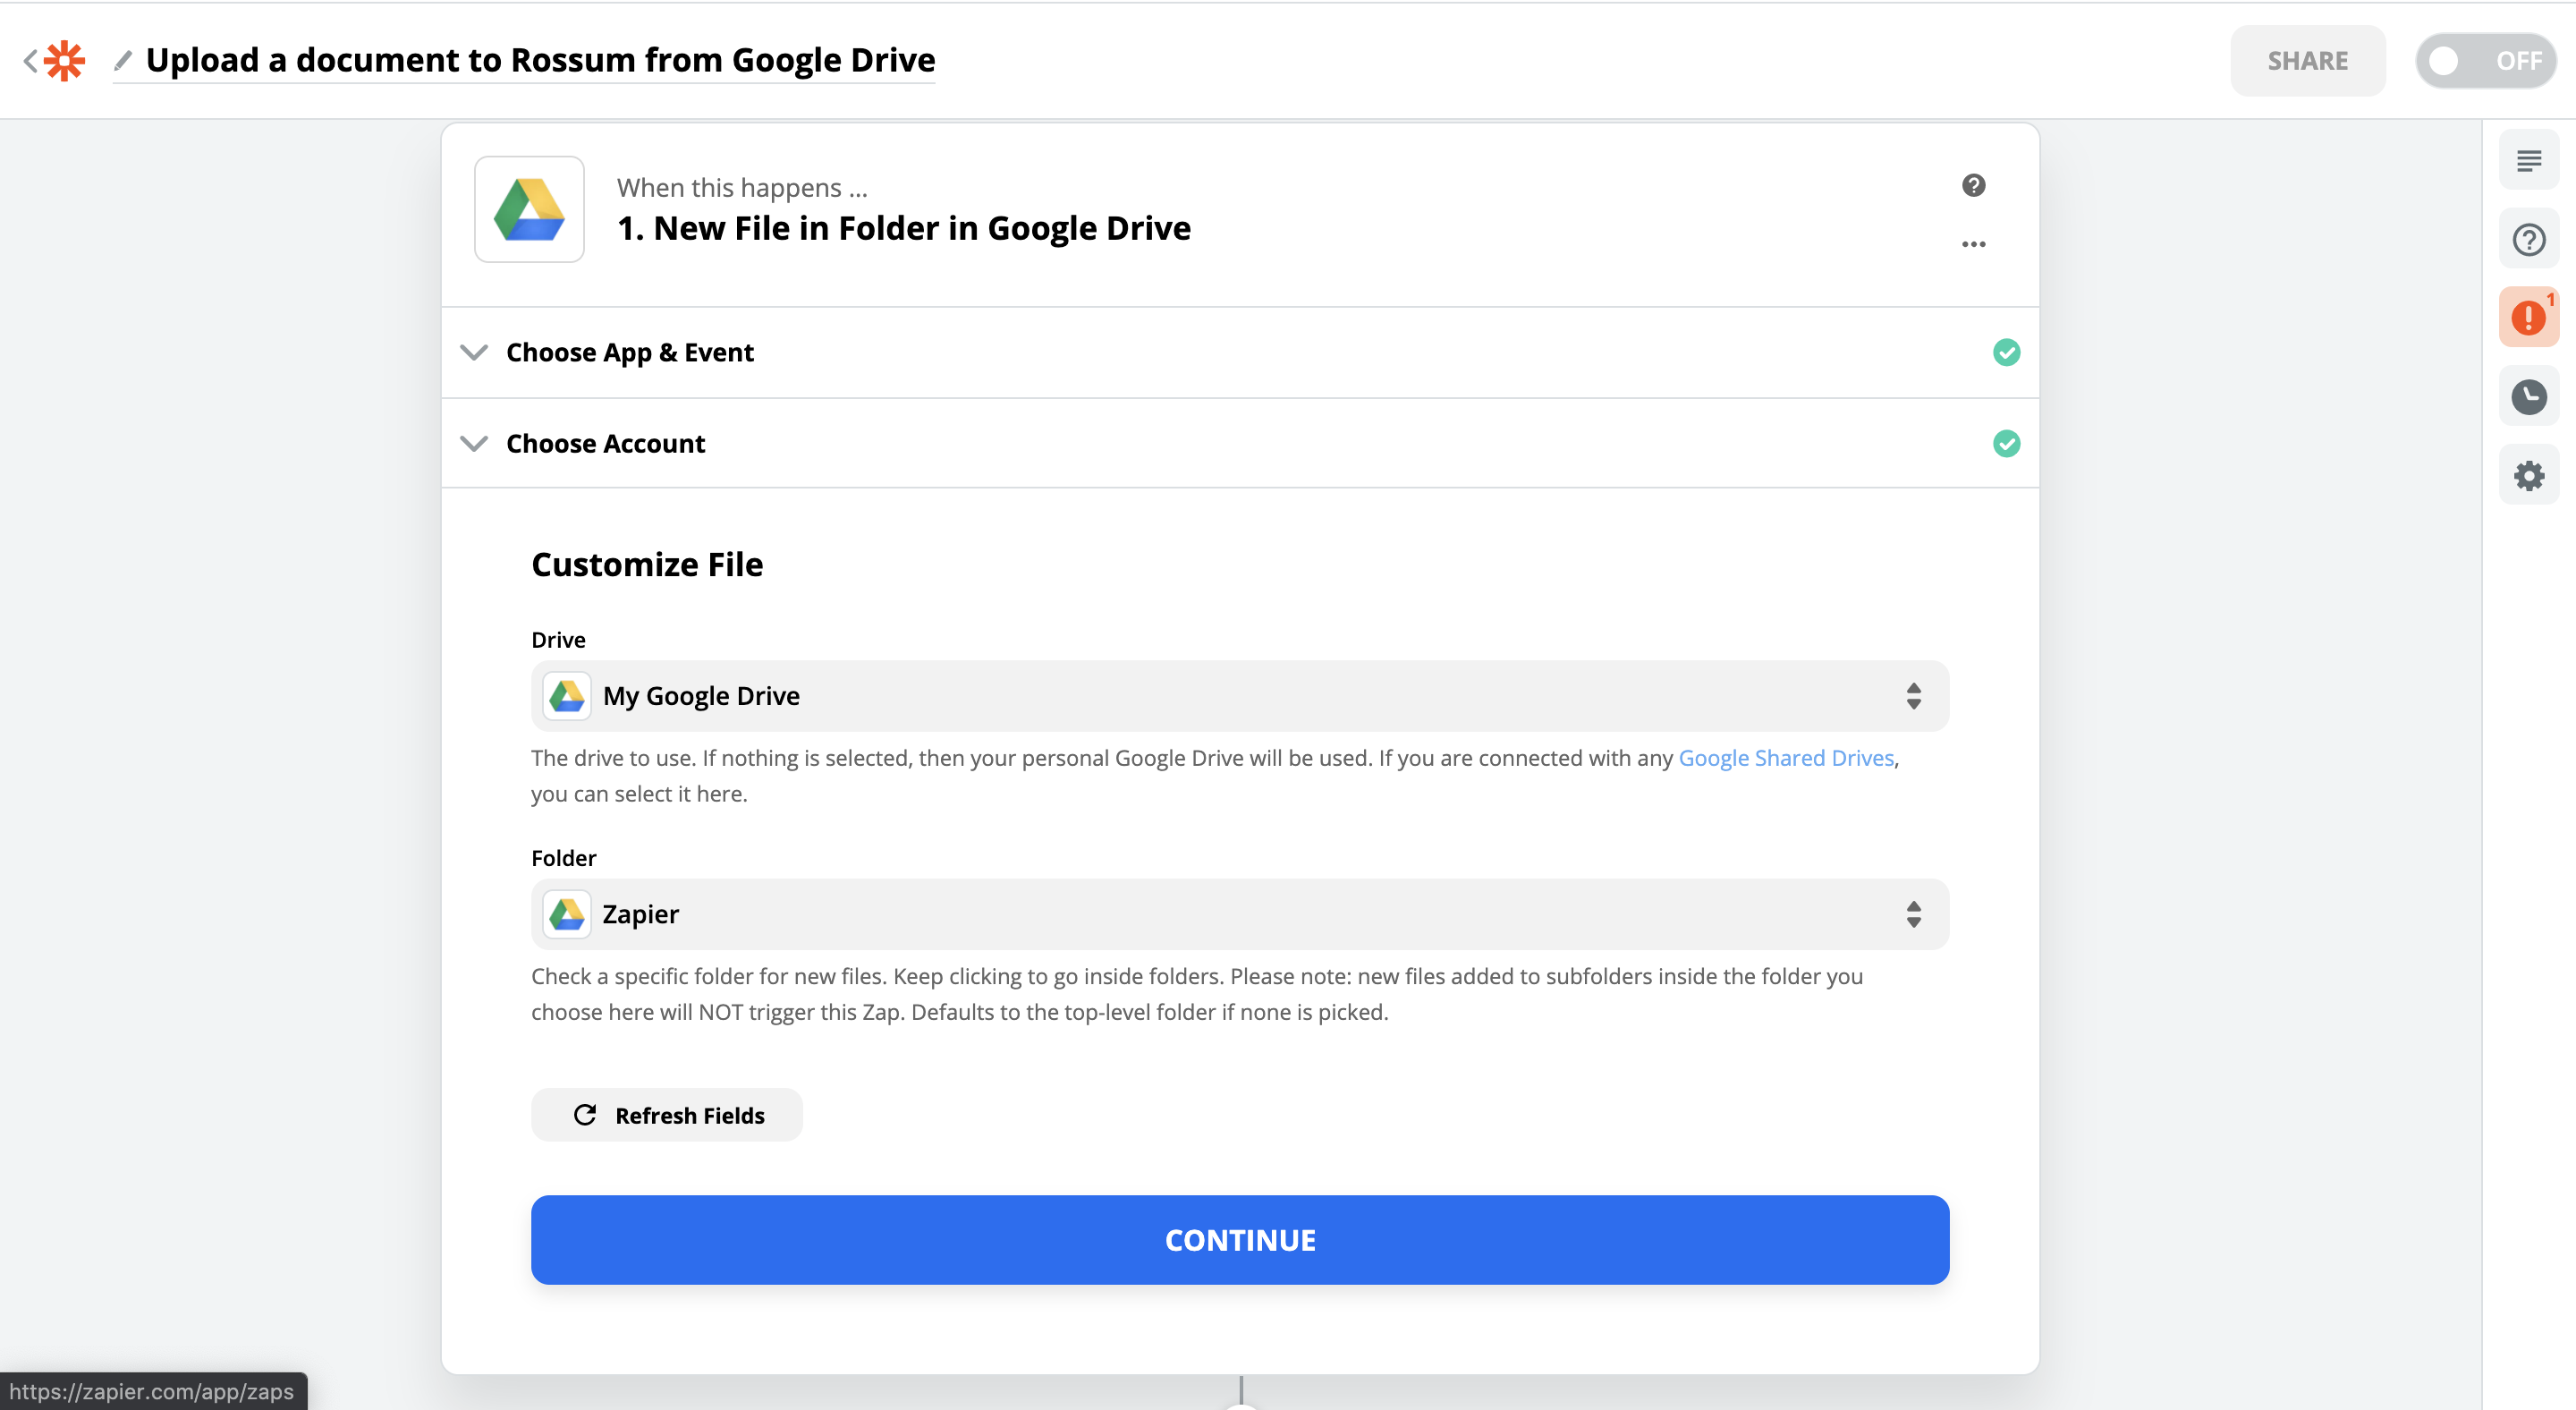 Upload a document to Rossum from Google Drive
SHARE
OFF
When this happens ...
1. New File in Folder in Google Drive
1
Choose App & Event
Choose Account
Customize File
Drive
My Google Drive
The drive to use. If nothing is selected, then your personal Google Drive will be used. If you are connected with any Google Shared Drives,
you can select it here.
Folder
Zapier
Check a specific folder for new files. Keep clicking to go inside folders. Please note: new files added to subfolders inside the folder you
choose here will NOT trigger this Zap. Defaults to the top-level folder if none is picked.
Refresh Fields
CONTINUE
https://zapier.com/app/zaps